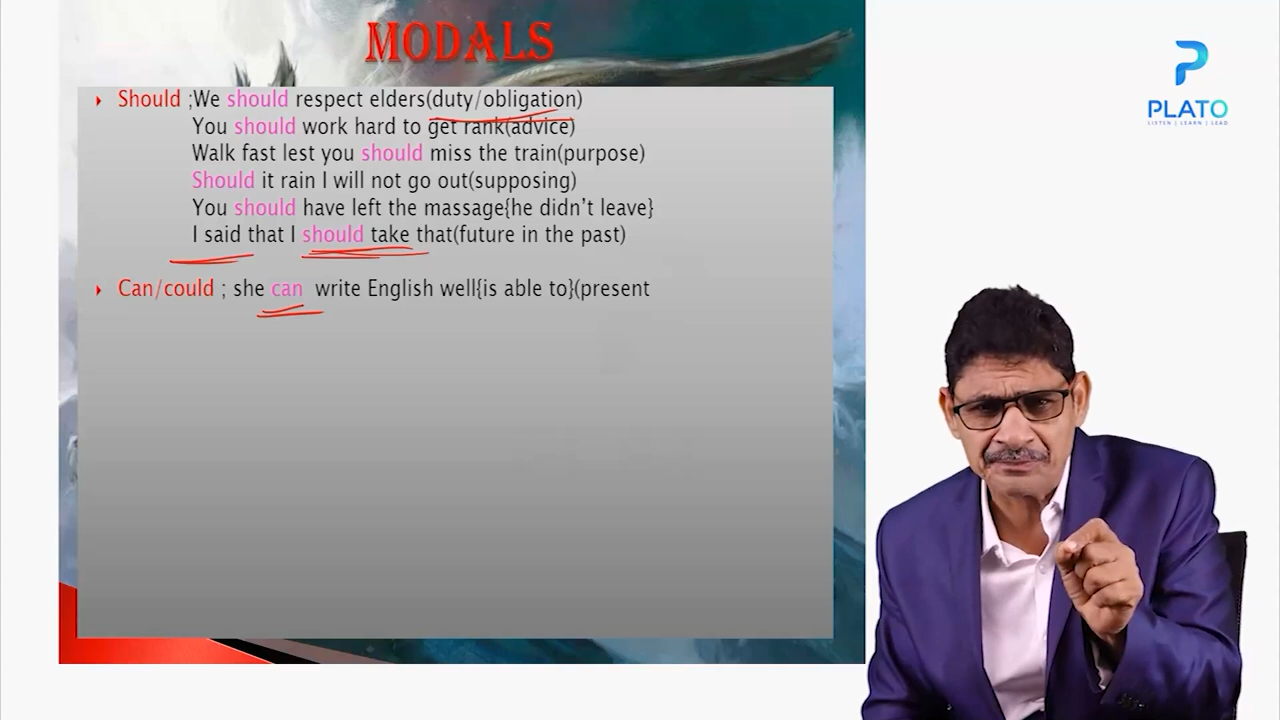 MODALS
Should ;We should respect elders(duty/obligation)
You should work hard to get rank(advice)
Walk fast lest you should miss the train(purpose)
Should it rain I will not go out(supposing)
You should have left the massage{he didn't leave}
I said that I should take that(future in the past)
Can/could ; she can write English well{is able to}(present
PLATO
LISTEN | LEARN | LEAD